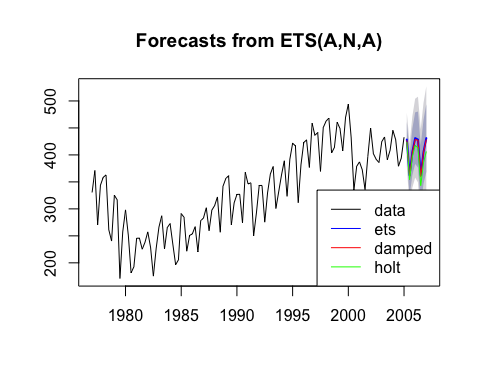 Forecasts from ETS(A,N,A)
500
400
300
200
data
ets
damped
holt
1980 1985 1990 1995 2000 2005